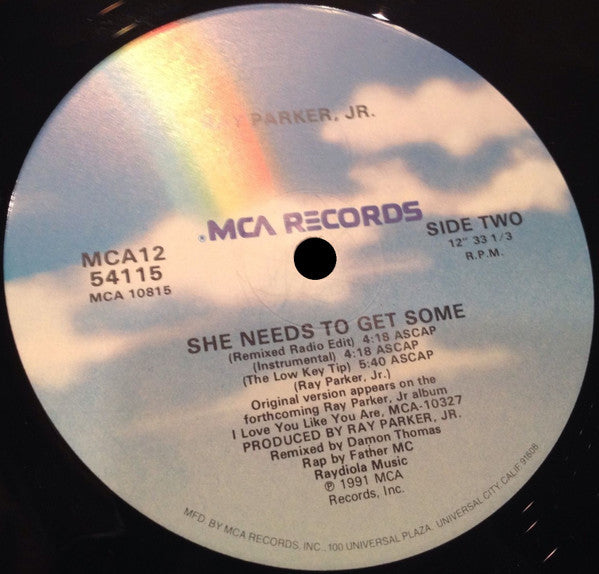 RAY PARKER, JR.
® MCA RECORDS
MCA12
54115
MCA 10815
SIDE TWO
12" 33 1/3
R.P.M.
SHE NEEDS TO GET SOME
(Remixed Radio Edit) 4:18 ASCAP
(Instrumental) 4:18 ASCAP
(The Low Key Tip) 5:40 ASCAP
(Ray Parker, Jr.)
Original version appears on the
forthcoming Ray Parker, Jr album
I Love You Like You Are, MCA-10327
PRODUCED BY RAY PARKER, JR.
Remixed by Damon Thomas
Rap by Father MC
Raydiola Music
℗ 1991 MCA
Records, Inc.
MFD. BY MCA RECORDS, INC., 100 UNIVERSAL PLAZA, UNIVERSAL CITY, CALIF. 91608